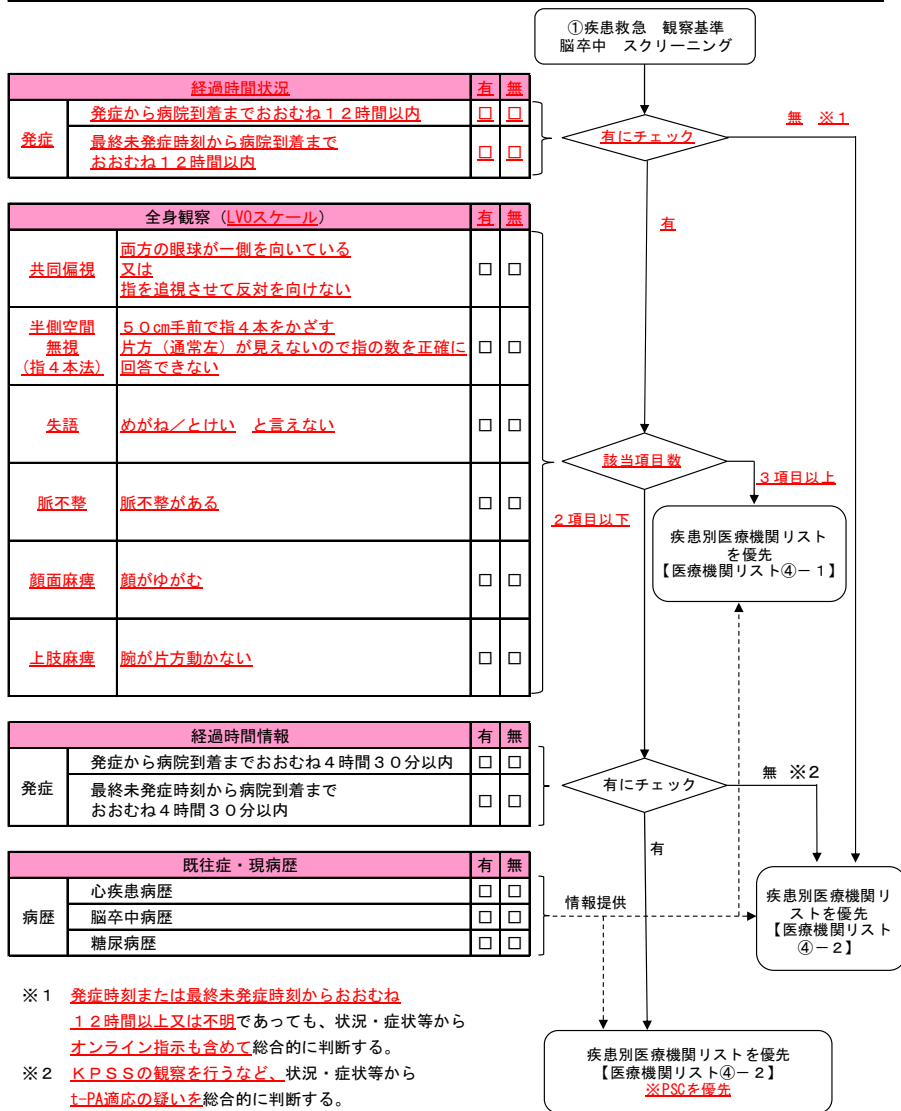 ①疾患救急　観察基準
脳卒中　スクリーニング
経過時間状況 有 無
発症
発症から病院到着までおおむね１２時間以内 □ □
最終未発症時刻から病院到着まで
おおむね１２時間以内 □ □
有にチェック
無　※１
有
全身観察（LVOスケール） 有 無
共同偏視
両方の眼球が一側を向いている
又は
指を追視させて反対を向けない
□ □
半側空間
無視
(指４本法)
５０㎝手前で指４本をかざす
片方（通常左）が見えないので指の数を正確に
回答できない
□ □
失語 めがね／とけい　と言えない □ □
脈不整 脈不整がある □ □
顔面麻痺 顔がゆがむ □ □
上肢麻痺 腕が片方動かない □ □
該当項目数
３項目以上
２項目以下
疾患別医療機関リスト
を優先
【医療機関リスト④－１】
経過時間情報 有 無
発症
発症から病院到着までおおむね４時間３０分以内 □ □
最終未発症時刻から病院到着まで
おおむね４時間３０分以内 □ □
有にチェック
無　※２
有
既往症・現病歴 有 無
病歴
心疾患病歴 □ □
脳卒中病歴 □ □
糖尿病歴 □ □
情報提供
疾患別医療機関リ
ストを優先
【医療機関リスト
④－２】
※１　発症時刻または最終未発症時刻からおおむね
１２時間以上又は不明であっても、状況・症状等から
オンライン指示も含めて総合的に判断する。
※２　ＫＰＳＳの観察を行うなど、状況・症状等から
t-PA適応の疑いを総合的に判断する。
疾患別医療機関リストを優先
【医療機関リスト④－２】
※PSCを優先